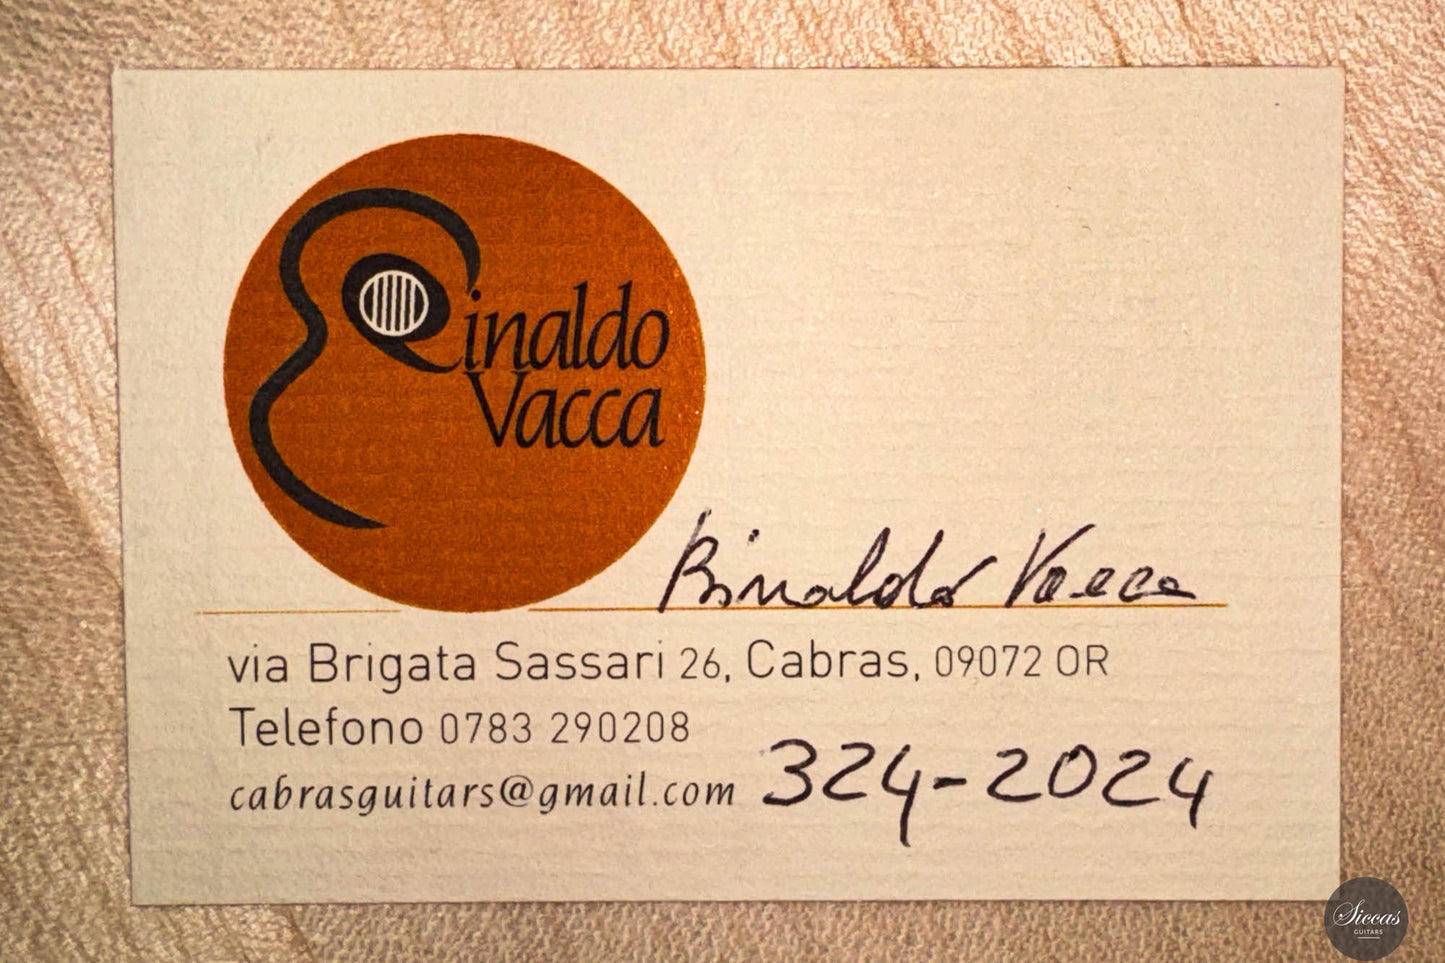 Rinaldo
Vacca
Rinaldo Vacca
via Brigata Sassari 26, Cabras, 09072 OR
Telefono 0783 290208
cabrasguitars@gmail.com 324-2024
Siccas
GUITARS